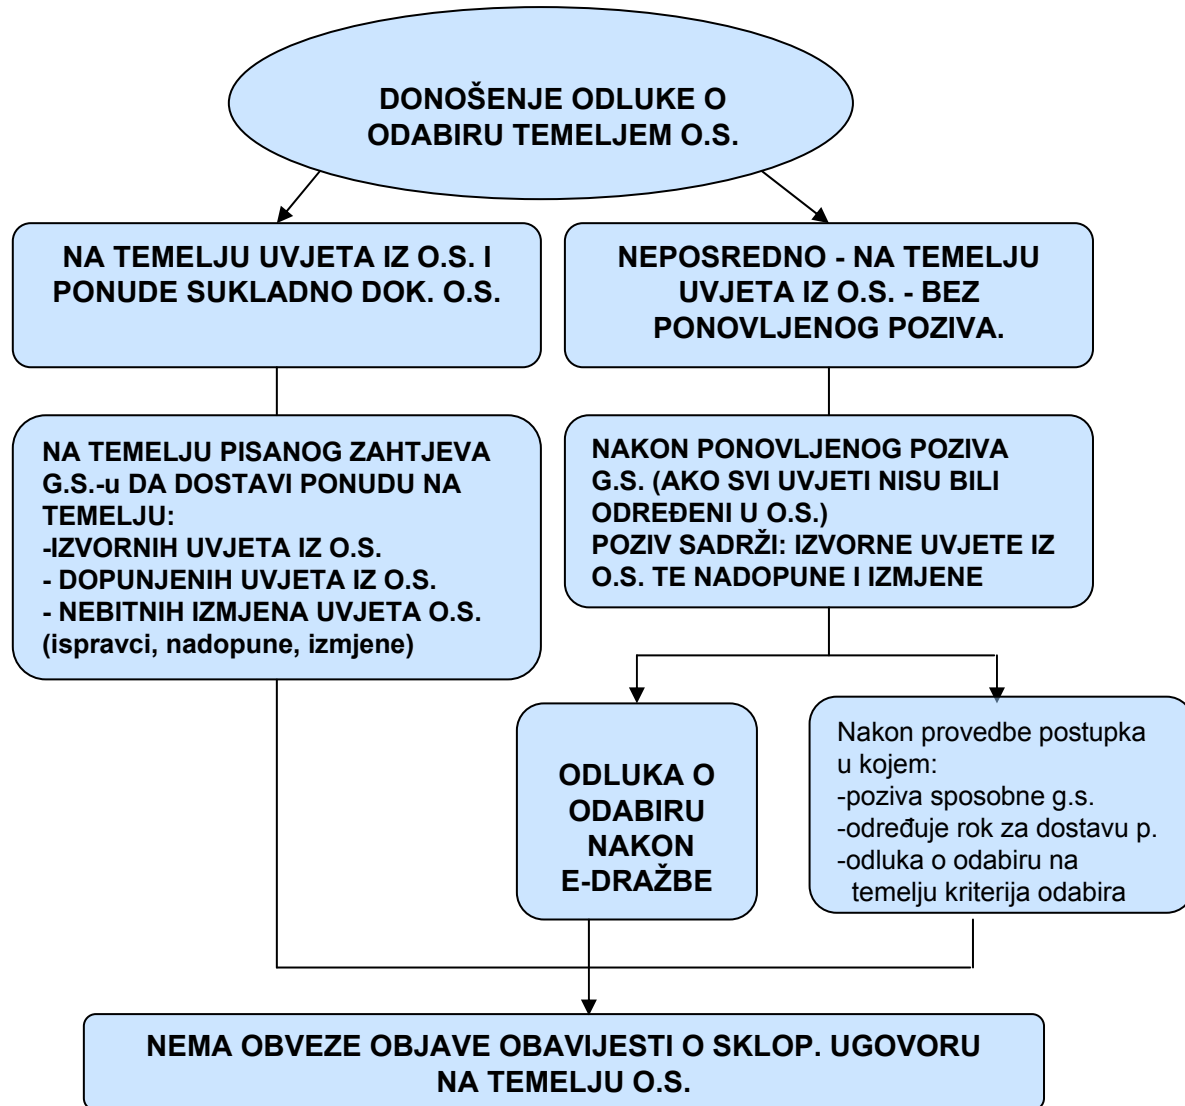 DONOŠENJE ODLUKE O
ODABIRU TEMELJEM O.S.
NA TEMELJU UVJETA IZ O.S. I
PONUDE SUKLADNO DOK. O.S.
NEPOSREDNO - NA TEMELJU
UVJETA IZ O.S. - BEZ
PONOVLJENOG POZIVA.
NA TEMELJU PISANOG ZAHTJEVA
G.S.-u DA DOSTAVI PONUDU NA
TEMELJU:
-IZVORNIH UVJETA IZ O.S.
- DOPUNJENIH UVJETA IZ O.S.
- NEBITNIH IZMJENA UVJETA O.S.
(ispravci, nadopune, izmjene)
NAKON PONOVLJENOG POZIVA
G.S. (AKO SVI UVJETI NISU BILI
ODREĐENI U O.S.)
POZIV SADRŽI: IZVORNE UVJETE IZ
O.S. TE NADOPUNE I IZMJENE
ODLUKA O
ODABIRU
NAKON
E-DRAŽBE
Nakon provedbe postupka
u kojem:
-poziva sposobne g.s.
-određuje rok za dostavu p.
-odluka o odabiru na
temelju kriterija odabira
NEMA OBVEZE OBJAVE OBAVIJESTI O SKLOP. UGOVORU
NA TEMELJU O.S.